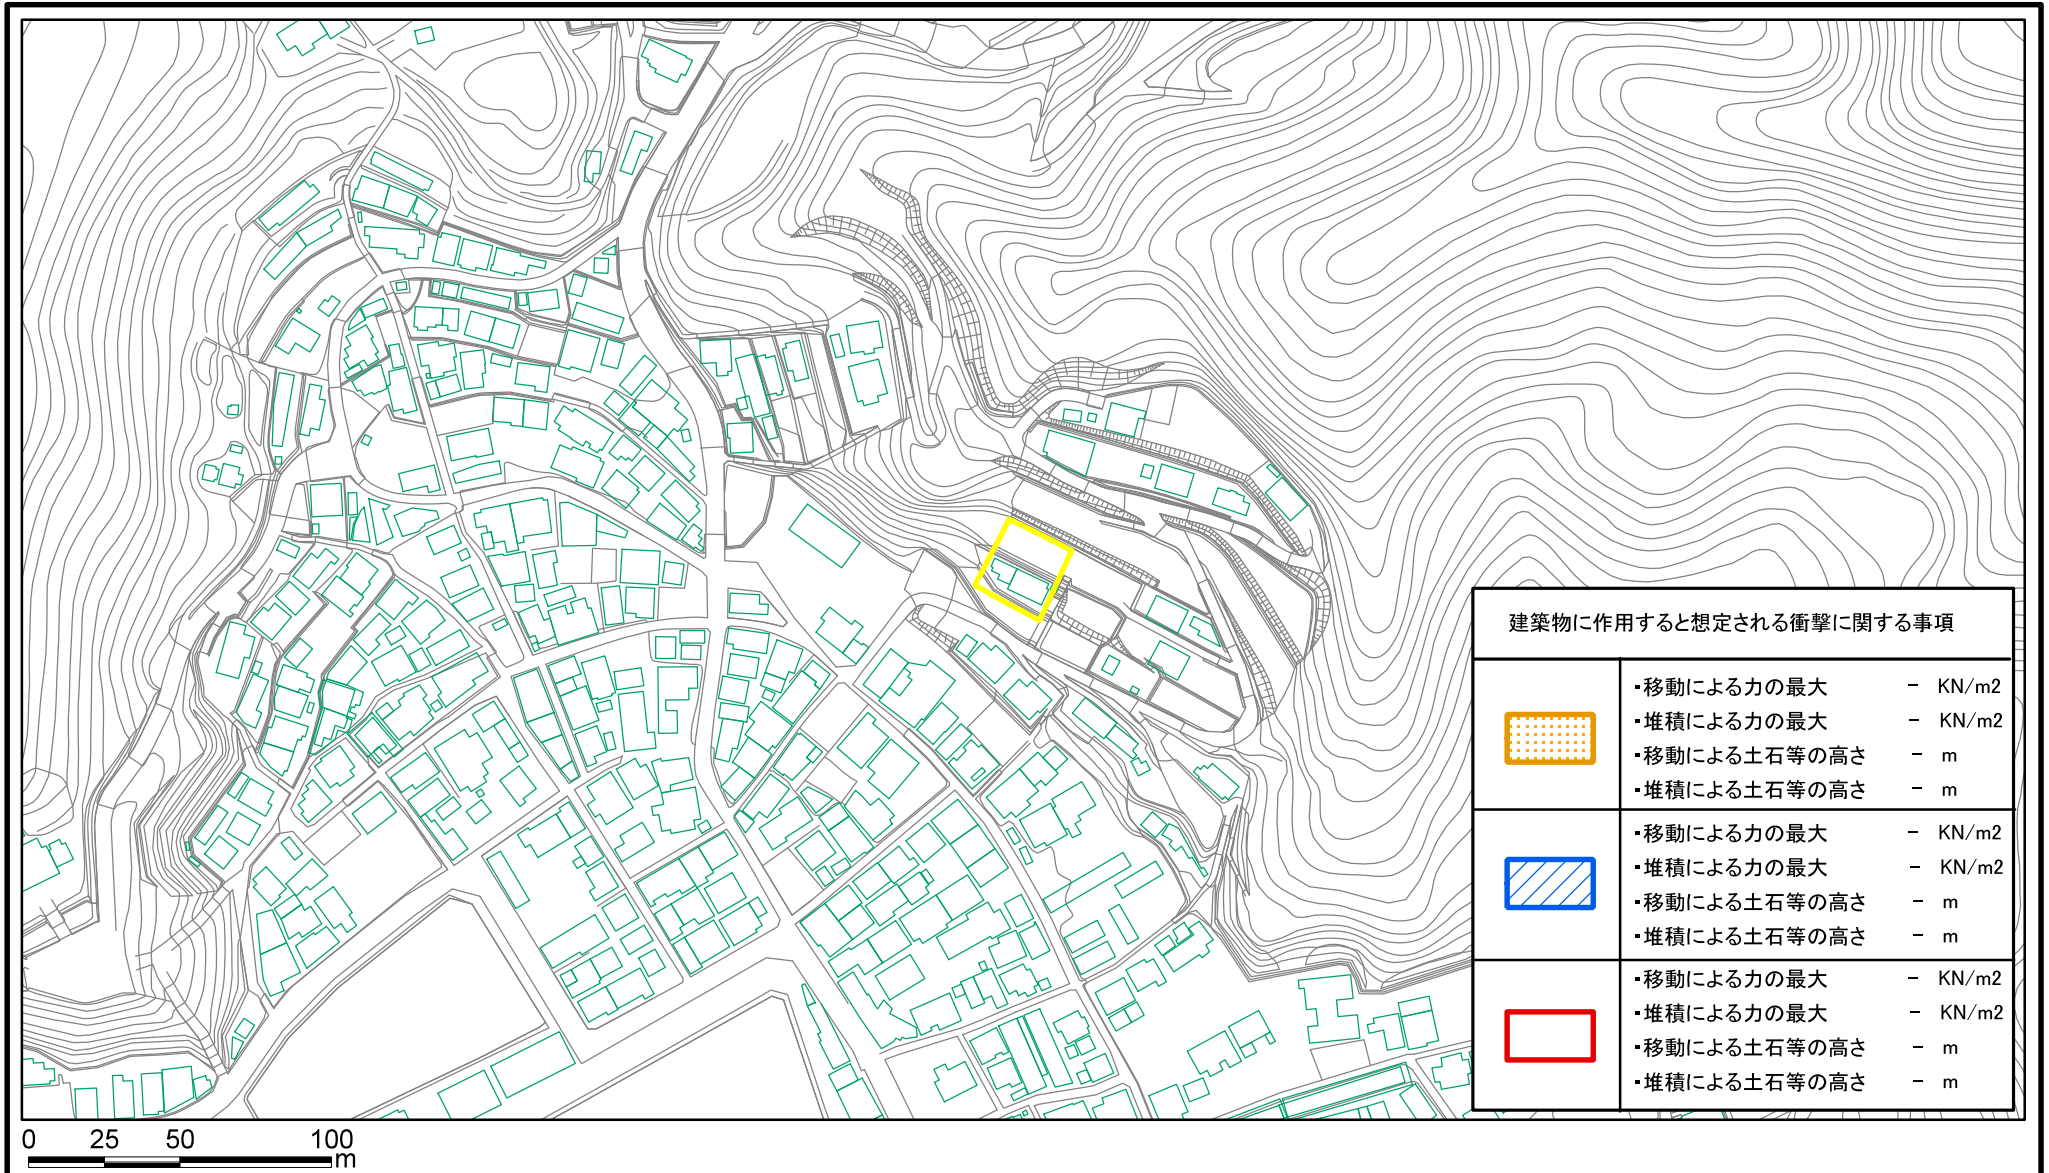 建築物に作用すると想定される衝撃に関する事項
・移動による力の最大 － KN/m2
・堆積による力の最大 － KN/m2
・移動による土石等の高さ － m
・堆積による土石等の高さ － m
・移動による力の最大 － KN/m2
・堆積による力の最大 － KN/m2
・移動による土石等の高さ － m
・堆積による土石等の高さ － m
・移動による力の最大 － KN/m2
・堆積による力の最大 － KN/m2
・移動による土石等の高さ － m
・堆積による土石等の高さ － m
0 25 50 100
m